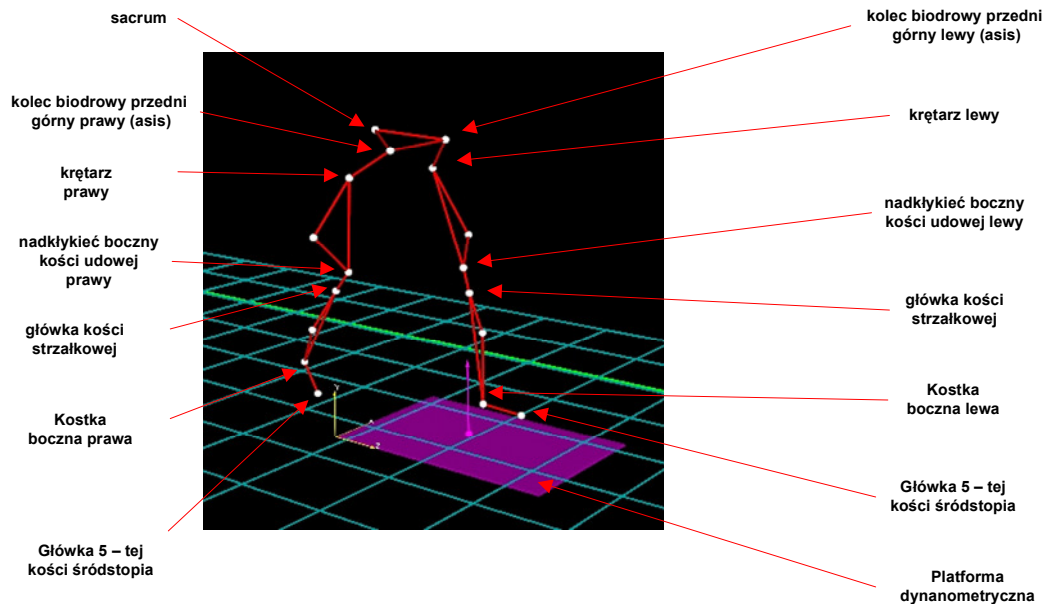 sacrum
kolec biodrowy przedni
górny prawy (asis)
krętarz
prawy
nadkłykieć boczny
kości udowej
prawy
główka kości
strzałkowej
Kostka
boczna prawa
Główka 5 – tej
kości śródstopia
kolec biodrowy przedni
górny lewy (asis)
krętarz lewy
nadkłykieć boczny
kości udowej lewy
główka kości
strzałkowej
Kostka
boczna lewa
Główka 5 – tej
kości śródstopia
Platforma
dynanometryczna
Y
X
Z